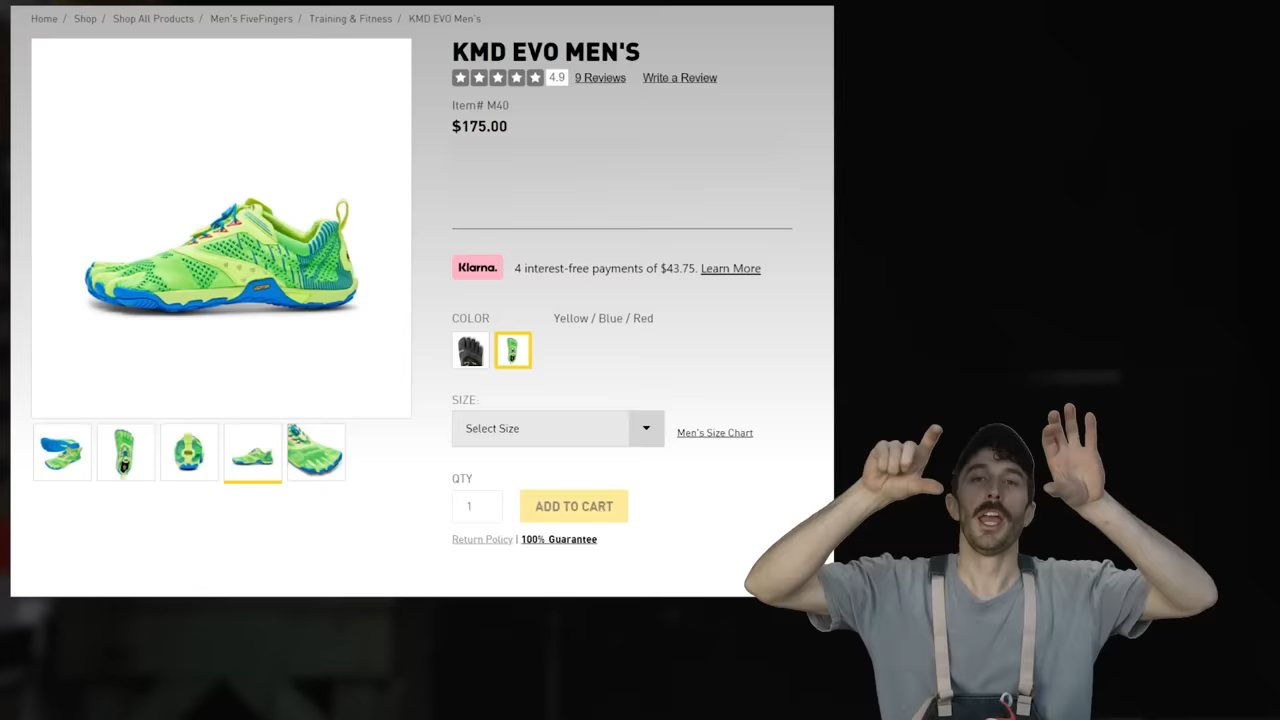 Home / Shop / Shop All Products / Men's FiveFingers / Training & Fitness / KMD EVO Men's
KMD EVO MEN'S
4.9 9 Reviews Write a Review
Item# M40
$175.00
Klarna. 4 interest-free payments of $43.75. Learn More
COLOR Yellow / Blue / Red
SIZE:
Select Size
Men's Size Chart
QTY
1 ADD TO CART
Return Policy | 100% Guarantee